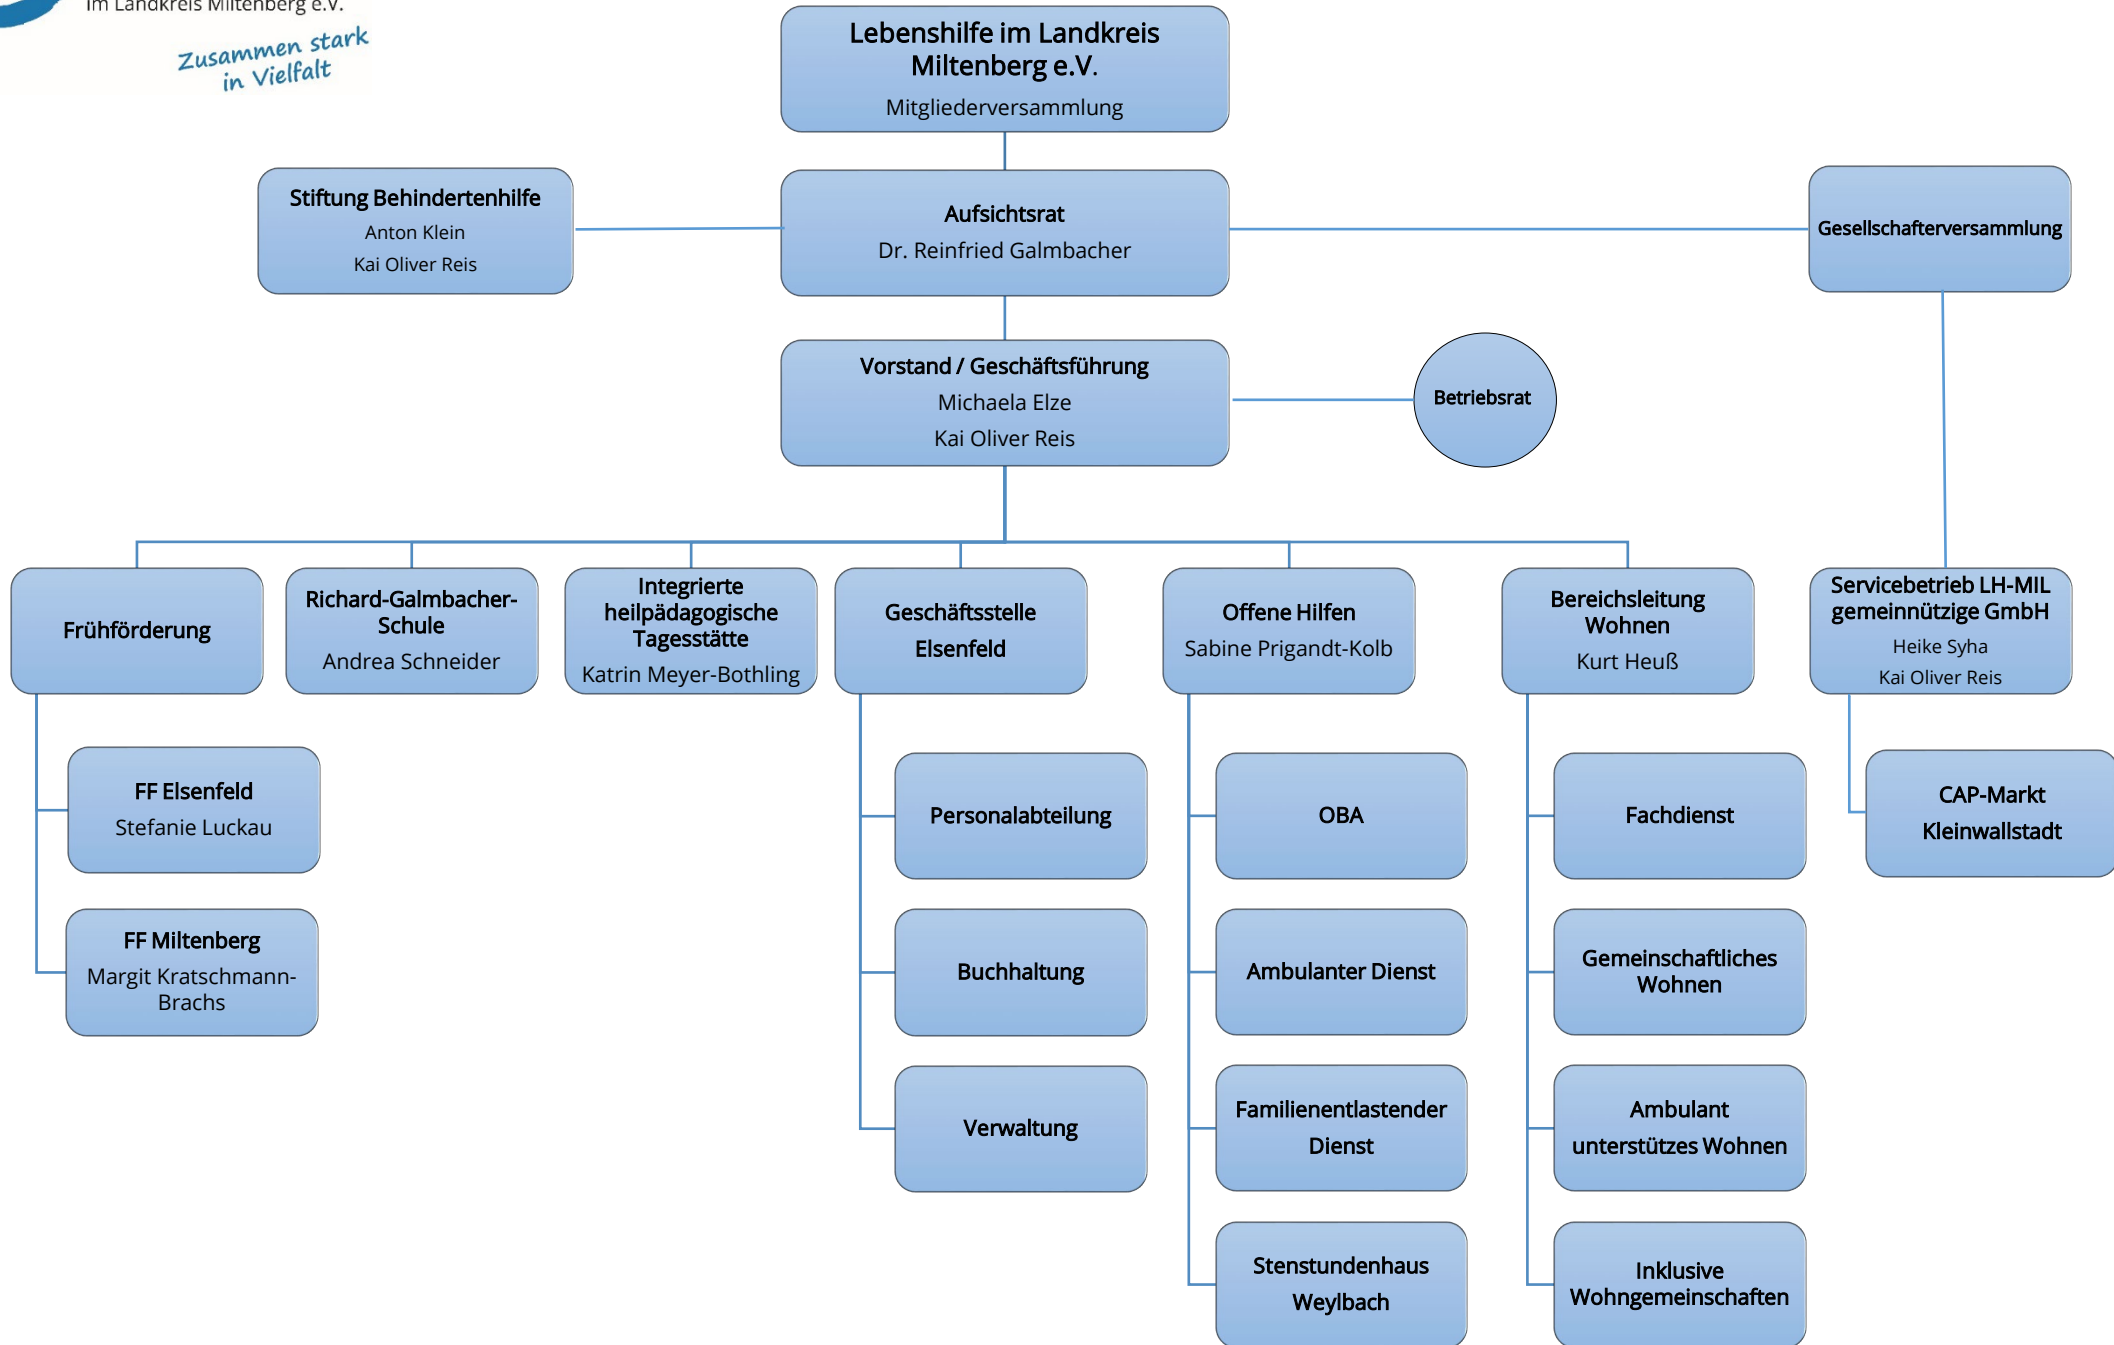 im Landkreis Miltenberg e.V.
Zusammen stark
in Vielfalt
Lebenshilfe im Landkreis
Miltenberg e.V.
Mitgliederversammlung
Stiftung Behindertenhilfe
Anton Klein
Kai Oliver Reis
Aufsichtsrat
Dr. Reinfried Galmbacher
Gesellschafterversammlung
Vorstand / Geschäftsführung
Michaela Elze
Kai Oliver Reis
Betriebsrat
Frühförderung
Richard-Galmbacher-
Schule
Andrea Schneider
Integrierte
heilpädagogische
Tagesstätte
Katrin Meyer-Bothling
Geschäftsstelle
Elsenfeld
Offene Hilfen
Sabine Prigandt-Kolb
Bereichsleitung
Wohnen
Kurt Heuß
Servicebetrieb LH-MIL
gemeinnützige GmbH
Heike Syha
Kai Oliver Reis
FF Elsenfeld
Stefanie Luckau
FF Miltenberg
Margit Kratschmann-
Brachs
Personalabteilung
Buchhaltung
Verwaltung
OBA
Ambulanter Dienst
Familienentlastender
Dienst
Stenstundenhaus
Weylbach
Fachdienst
Gemeinschaftliches
Wohnen
Ambulant
unterstützes Wohnen
Inklusive
Wohngemeinschaften
CAP-Markt
Kleinwallstadt